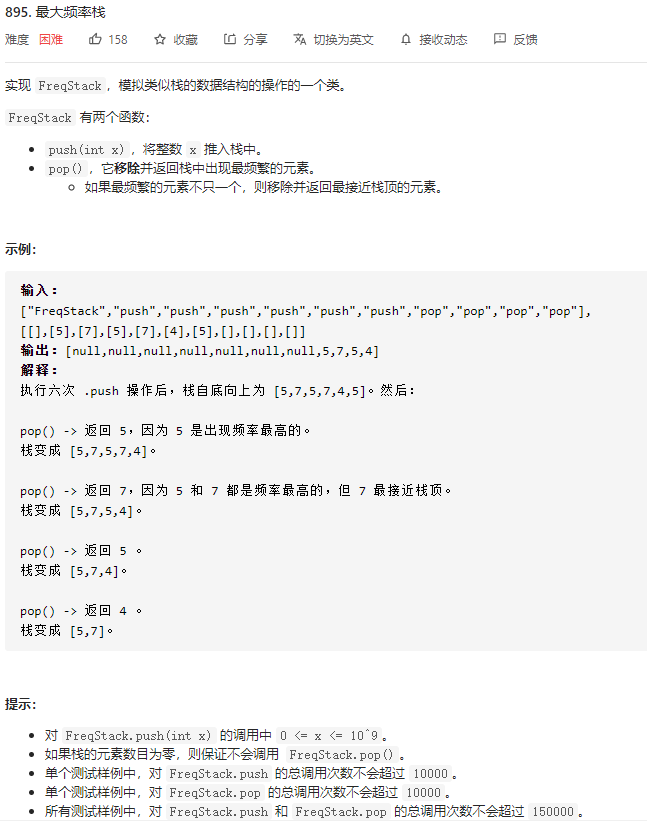 895. 最大频率栈
难度 困难 158 收藏 分享 切换为英文 接收动态 反馈
实现 FreqStack，模拟类似栈的数据结构的操作的一个类。
FreqStack 有两个函数：
• push(int x)，将整数 x 推入栈中。
• pop()，它移除并返回栈中出现最频繁的元素。
◦ 如果最频繁的元素不只一个，则移除并返回最接近栈顶的元素。
示例：
输入：
["FreqStack","push","push","push","push","push","push","pop","pop","pop","pop"],
[[],[5],[7],[5],[7],[4],[5],[],[],[],[]]
输出：[null,null,null,null,null,null,null,5,7,5,4]
解释：
执行六次 .push 操作后，栈自底向上为 [5,7,5,7,4,5]。然后：
pop() -> 返回 5，因为 5 是出现频率最高的。
栈变成 [5,7,5,7,4]。
pop() -> 返回 7，因为 5 和 7 都是频率最高的，但 7 最接近栈顶。
栈变成 [5,7,5,4]。
pop() -> 返回 5 。
栈变成 [5,7,4]。
pop() -> 返回 4 。
栈变成 [5,7]。
提示：
• 对 FreqStack.push(int x) 的调用中 0 <= x <= 10^9。
• 如果栈的元素数目为零，则保证不会调用 FreqStack.pop()。
• 单个测试样例中，对 FreqStack.push 的总调用次数不会超过 10000。
• 单个测试样例中，对 FreqStack.pop 的总调用次数不会超过 10000。
• 所有测试样例中，对 FreqStack.push 和 FreqStack.pop 的总调用次数不会超过 150000。